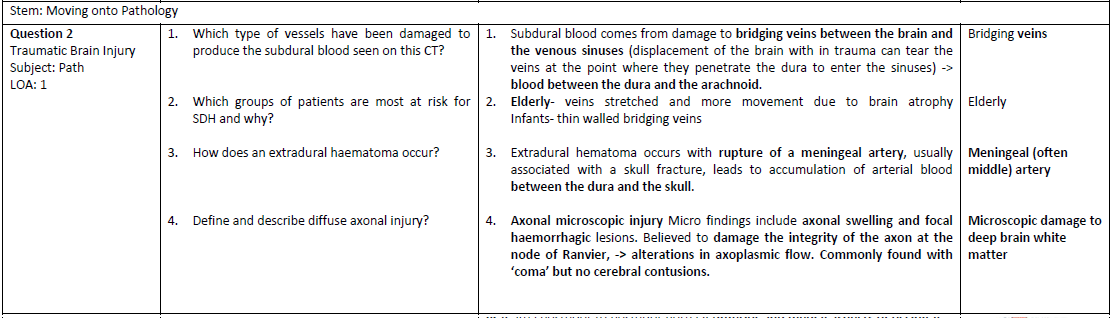 Stem: Moving onto Pathology
Question 2
Traumatic Brain Injury
Subject: Path
LOA: 1
1. Which type of vessels have been damaged to
produce the subdural blood seen on this CT?
2. Which groups of patients are most at risk for
SDH and why?
3. How does an extradural haematoma occur?
4. Define and describe diffuse axonal injury?
1. Subdural blood comes from damage to bridging veins between the brain and
the venous sinuses (displacement of the brain with in trauma can tear the
veins at the point where they penetrate the dura to enter the sinuses) ->
blood between the dura and the arachnoid.
2. Elderly- veins stretched and more movement due to brain atrophy
Infants- thin walled bridging veins
3. Extradural hematoma occurs with rupture of a meningeal artery, usually
associated with a skull fracture, leads to accumulation of arterial blood
between the dura and the skull.
4. Axonal microscopic injury Micro findings include axonal swelling and focal
haemorrhagic lesions. Believed to damage the integrity of the axon at the
node of Ranvier, -> alterations in axoplasmic flow. Commonly found with
‘coma’ but no cerebral contusions.
Bridging veins
Elderly
Meningeal (often
middle) artery
Microscopic damage to
deep brain white
matter